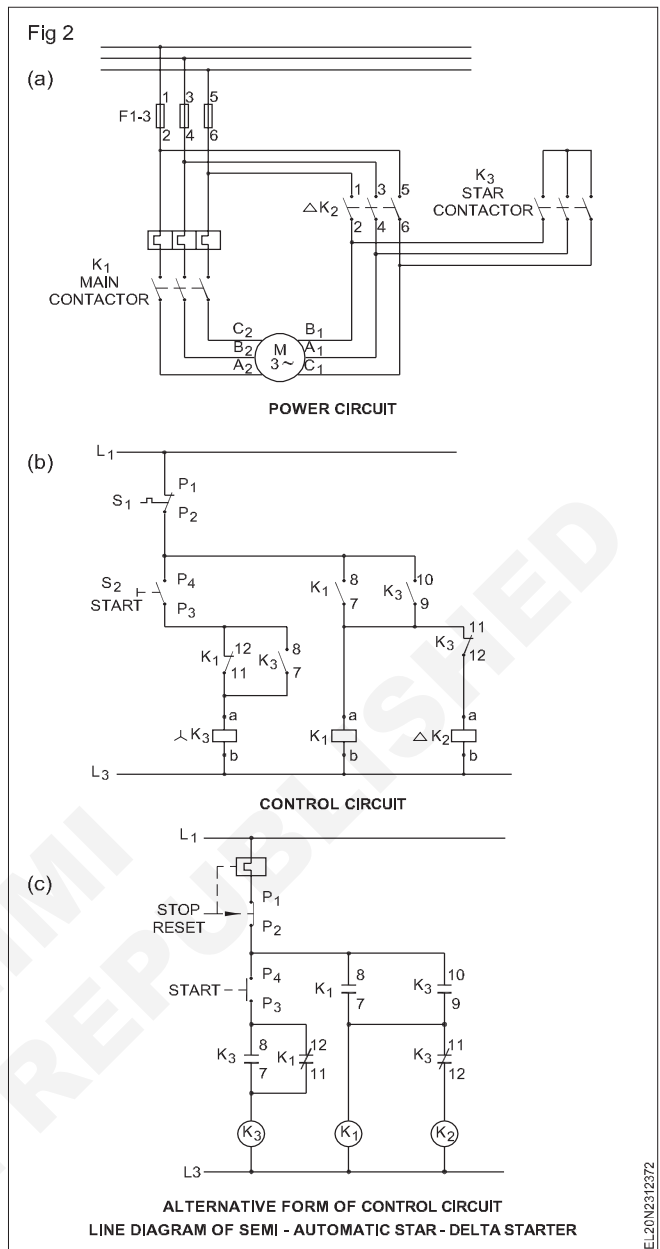 Fig 2
(a)
1 3 5
F1-3
2 4 6
1 3 5
K3
STAR
CONTACTOR
△K2
2 4 6
K1
MAIN
CONTACTOR
C2 B1
B2 M A1
3~
A2 C1
POWER CIRCUIT
(b)
L1
P1
S1
P2
S2 P4
START
P3
K1 8
7
K3 10
9
K1 12
11
K3 8
7
K3 11
12
a a a
K3 K1 △ K2
b b b
L3
CONTROL CIRCUIT
(c)
L1
STOP P1
RESET P2
START P4
P3
K1 8
7
K3 10
9
K3 8
7
K1 12
11
K3 11
12
K3 K1 K2
L3
ALTERNATIVE FORM OF CONTROL CIRCUIT
LINE DIAGRAM OF SEMI - AUTOMATIC STAR - DELTA STARTER
EL20N2312372
REPUBLISHED